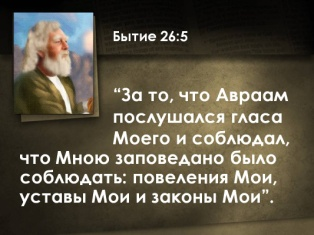 Бытие 26:5
“За то, что Авраам
послушался гласа
Моего и соблюдал,
что Мною заповедано было
соблюдать: повеления Мои,
уставы Мои и законы Мои”.